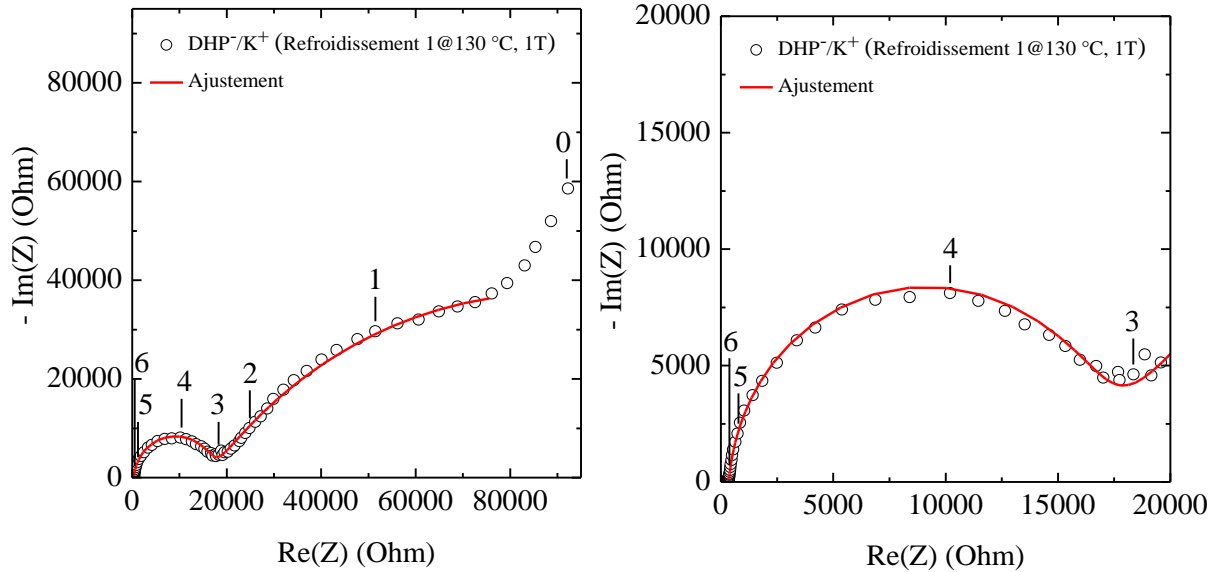 DHP⁻/K⁺ (Refroidissement 1@130 °C, 1T)
Ajustement
80000
60000
40000
20000
0
- Im(Z) (Ohm)
0
1
2
3
4
5
6
0 20000 40000 60000 80000
Re(Z) (Ohm)
DHP⁻/K⁺ (Refroidissement 1@130 °C, 1T)
Ajustement
20000
15000
10000
5000
0
- Im(Z) (Ohm)
6
5
4
3
0 5000 10000 15000 20000
Re(Z) (Ohm)